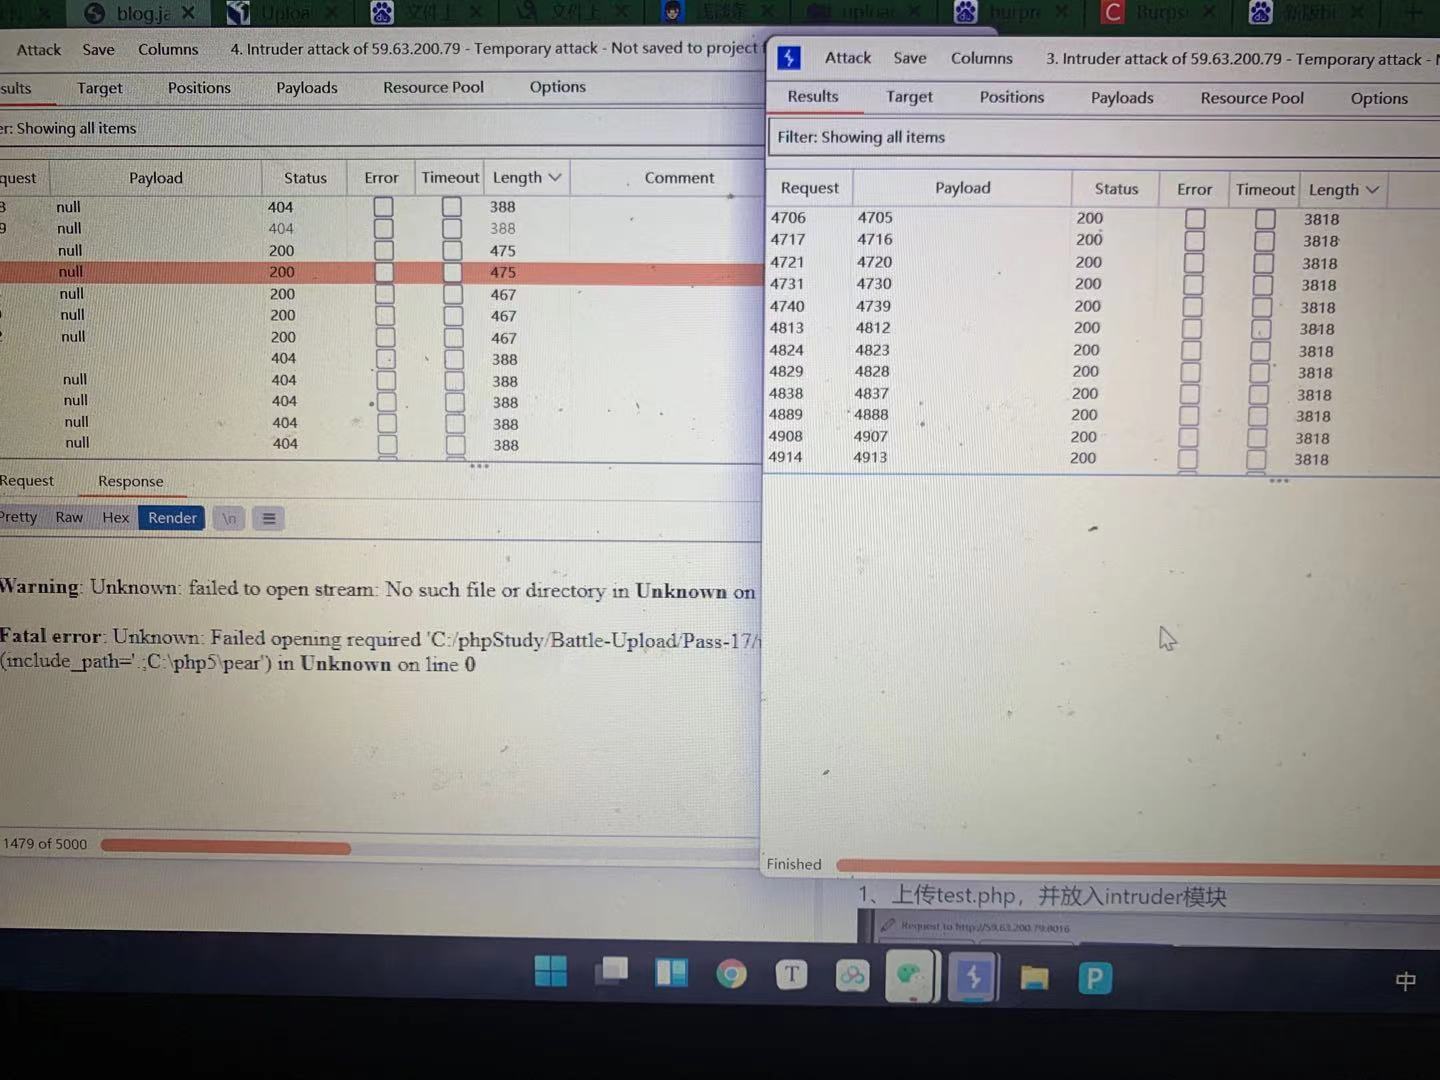 blog.ja
Uploa
文件上
文件上
uploac
burpre
Burps
Attack Save Columns 4. Intruder attack of 59.63.200.79 - Temporary attack - Not saved to project
sults Target Positions Payloads Resource Pool Options
er: Showing all items
quest Payload Status Error Timeout Length Comment
3 null 404 388
9 null 404 388
null 200 475
null 200 475
null 200 467
null 200 467
null 200 467
404 388
null 404 388
null 404 388
null 404 388
null 404 388
Request Response
Pretty Raw Hex Render \n
Warning: Unknown: failed to open stream: No such file or directory in Unknown on
Fatal error: Unknown: Failed opening required 'C:/phpStudy/Battle-Upload/Pass-17/
(include_path='.;C:\php5\pear') in Unknown on line 0
1479 of 5000
Attack Save Columns 3. Intruder attack of 59.63.200.79 - Temporary attack -
Results Target Positions Payloads Resource Pool Options
Filter: Showing all items
Request Payload Status Error Timeout Length
4706 4705 200 3818
4717 4716 200 3818
4721 4720 200 3818
4731 4730 200 3818
4740 4739 200 3818
4813 4812 200 3818
4824 4823 200 3818
4829 4828 200 3818
4838 4837 200 3818
4889 4888 200 3818
4908 4907 200 3818
4914 4913 200 3818
Finished
1、上传test.php，并放入intruder模块
Request to http://59.63.200.79:8016
T
P
中